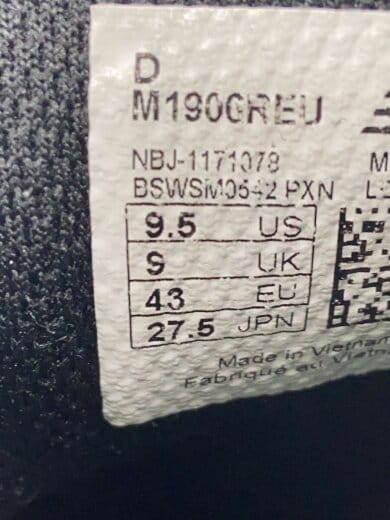 D
M1906REU
NBJ-1171078
M
BSWSM0542 PXN
9.5 US
9 UK
43 EU
27.5 JPN
Made in Vietnam
Fabriqué au Vietnam